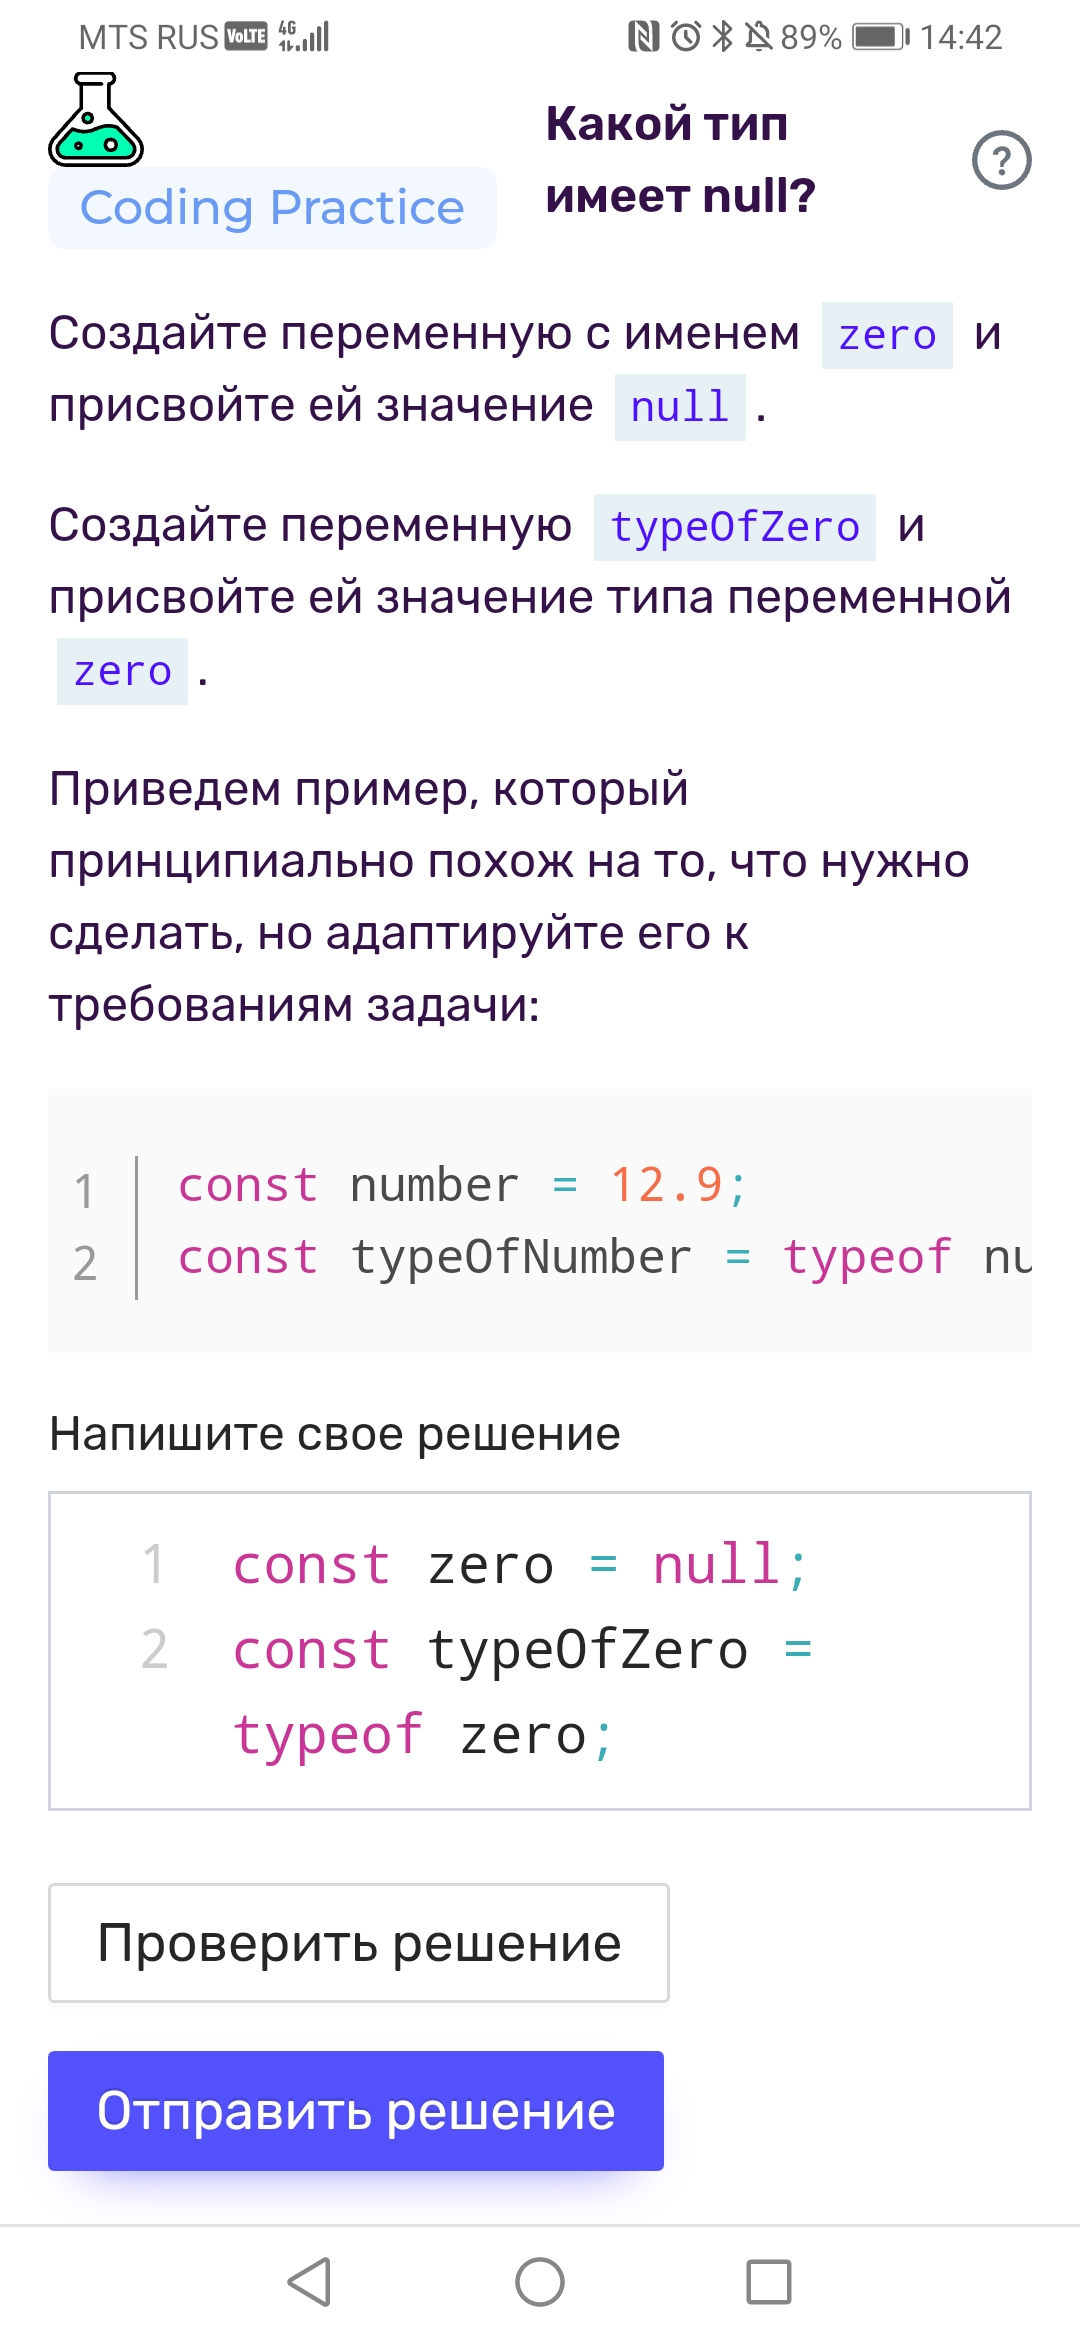 MTS RUS VoLTE 4G 89% 14:42
Coding Practice
Какой тип
имеет null?
?
Создайте переменную с именем zero и
присвойте ей значение null .
Создайте переменную typeOfZero и
присвойте ей значение типа переменной
zero .
Приведем пример, который
принципиально похож на то, что нужно
сделать, но адаптируйте его к
требованиям задачи:
1 const number = 12.9;
2 const typeOfNumber = typeof nu
Напишите свое решение
1 const zero = null;
2 const typeOfZero =
typeof zero;
Проверить решение
Отправить решение